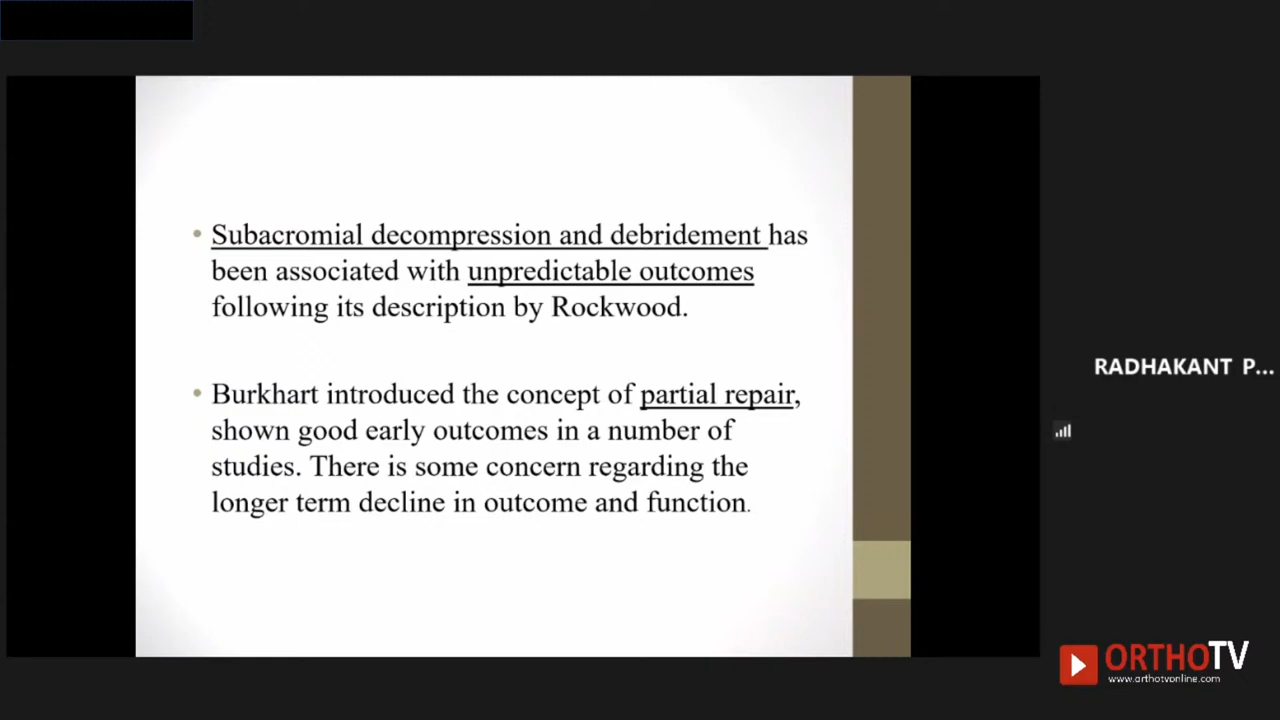 • Subacromial decompression and debridement has
been associated with unpredictable outcomes
following its description by Rockwood.
• Burkhart introduced the concept of partial repair,
shown good early outcomes in a number of
studies. There is some concern regarding the
longer term decline in outcome and function.
RADHAKANT P...
ORTHOTV
www.orthotvonline.com